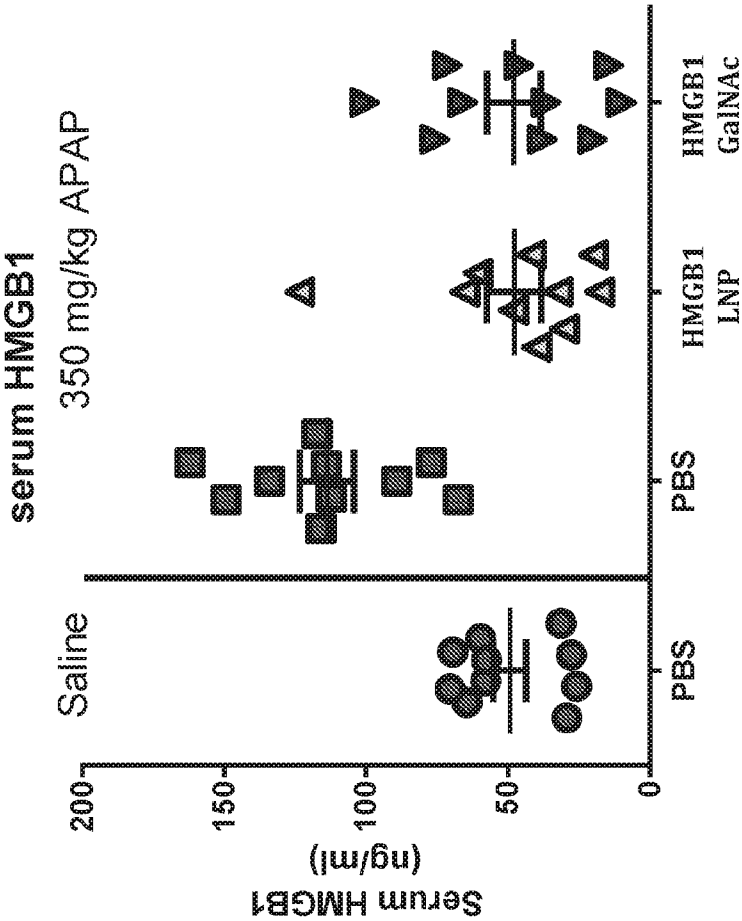 serum HMGB1
Saline
350 mg/kg APAP
Serum HMGB1
(ng/ml)
200
150
100
50
0
PBS
PBS
HMGB1
LNP
HMGB1
GalNAc